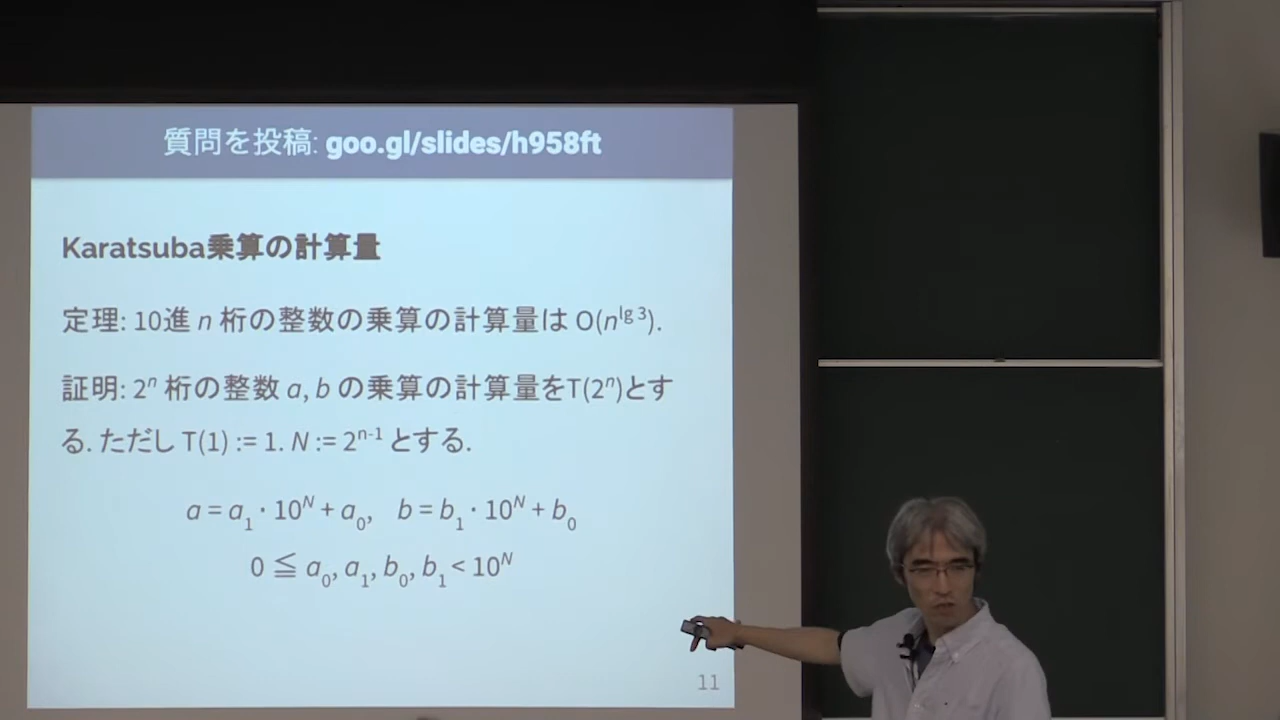 質問を投稿: goo.gl/slides/h958ft
Karatsuba乗算の計算量
定理: 10進 n 桁の整数の乗算の計算量は O(n^{lg 3}).
証明: 2^n 桁の整数 a, b の乗算の計算量をT(2^n)とす
る. ただし T(1) := 1. N := 2^{n-1} とする.
a = a_1 · 10^N + a_0, b = b_1 · 10^N + b_0
0 ≦ a_0, a_1, b_0, b_1 < 10^N
11